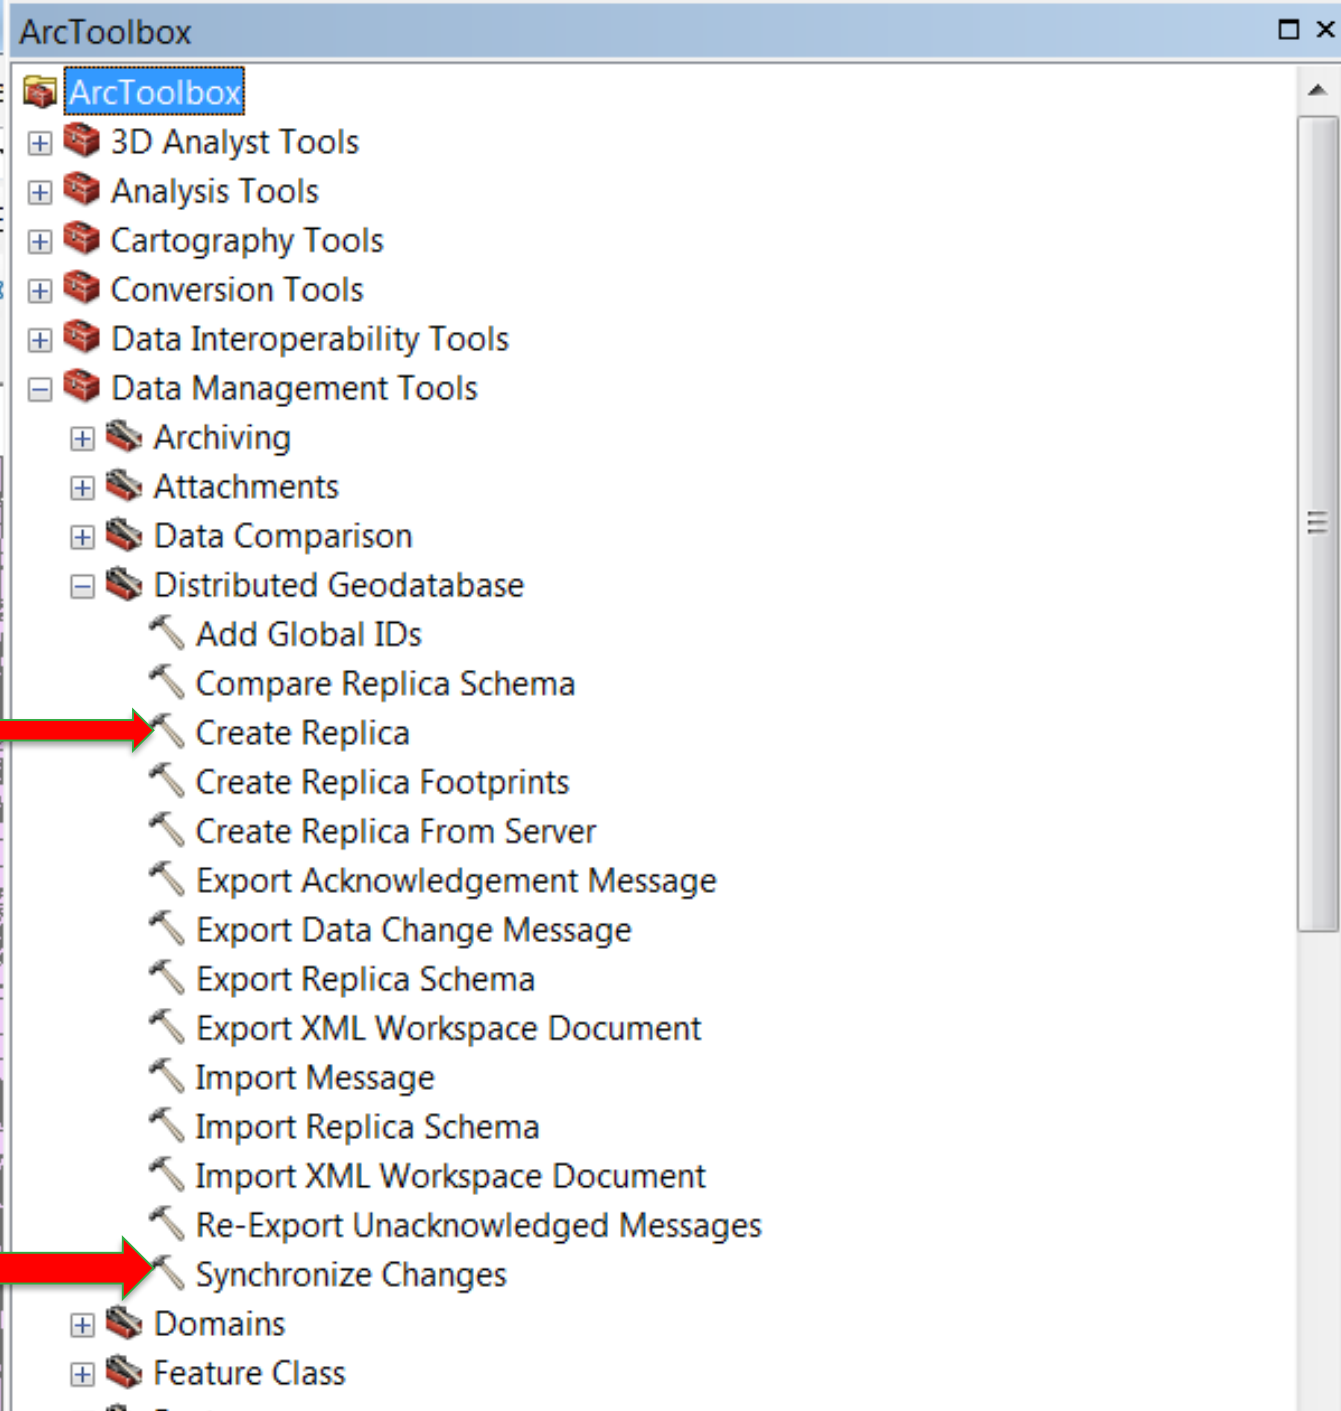 ArcToolbox
ArcToolbox
3D Analyst Tools
Analysis Tools
Cartography Tools
Conversion Tools
Data Interoperability Tools
Data Management Tools
Archiving
Attachments
Data Comparison
Distributed Geodatabase
Add Global IDs
Compare Replica Schema
Create Replica
Create Replica Footprints
Create Replica From Server
Export Acknowledgement Message
Export Data Change Message
Export Replica Schema
Export XML Workspace Document
Import Message
Import Replica Schema
Import XML Workspace Document
Re-Export Unacknowledged Messages
Synchronize Changes
Domains
Feature Class